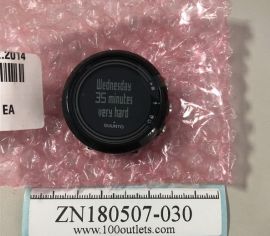 .2014
EA
Wednesday
35 minutes
very hard
SUUNTO
ZN180507-030
www.100outlets.com